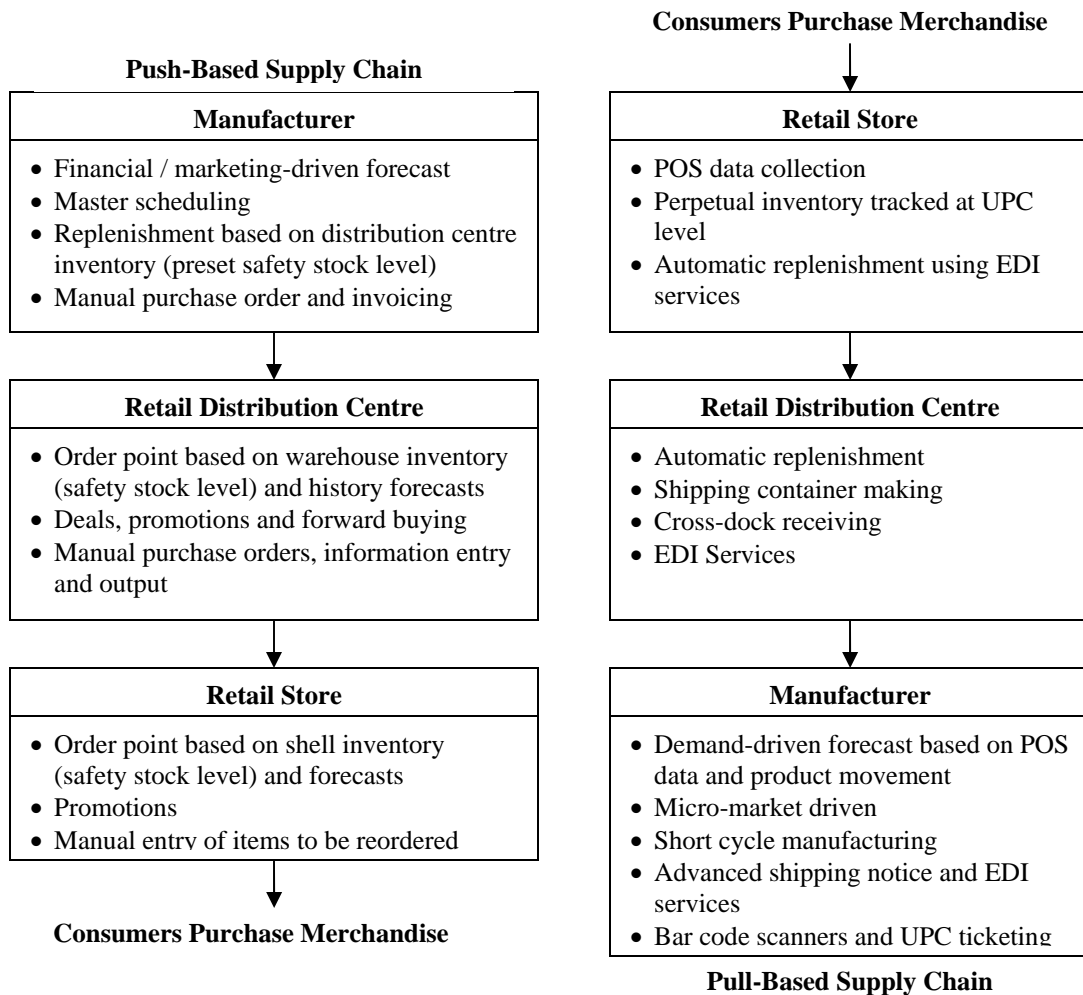 Push-Based Supply Chain
Manufacturer
• Financial / marketing-driven forecast
• Master scheduling
• Replenishment based on distribution centre
inventory (preset safety stock level)
• Manual purchase order and invoicing
Retail Distribution Centre
• Order point based on warehouse inventory
(safety stock level) and history forecasts
• Deals, promotions and forward buying
• Manual purchase orders, information entry
and output
Retail Store
• Order point based on shell inventory
(safety stock level) and forecasts
• Promotions
• Manual entry of items to be reordered
Consumers Purchase Merchandise
Consumers Purchase Merchandise
Retail Store
• POS data collection
• Perpetual inventory tracked at UPC
level
• Automatic replenishment using EDI
services
Retail Distribution Centre
• Automatic replenishment
• Shipping container making
• Cross-dock receiving
• EDI Services
Manufacturer
• Demand-driven forecast based on POS
data and product movement
• Micro-market driven
• Short cycle manufacturing
• Advanced shipping notice and EDI
services
• Bar code scanners and UPC ticketing
Pull-Based Supply Chain